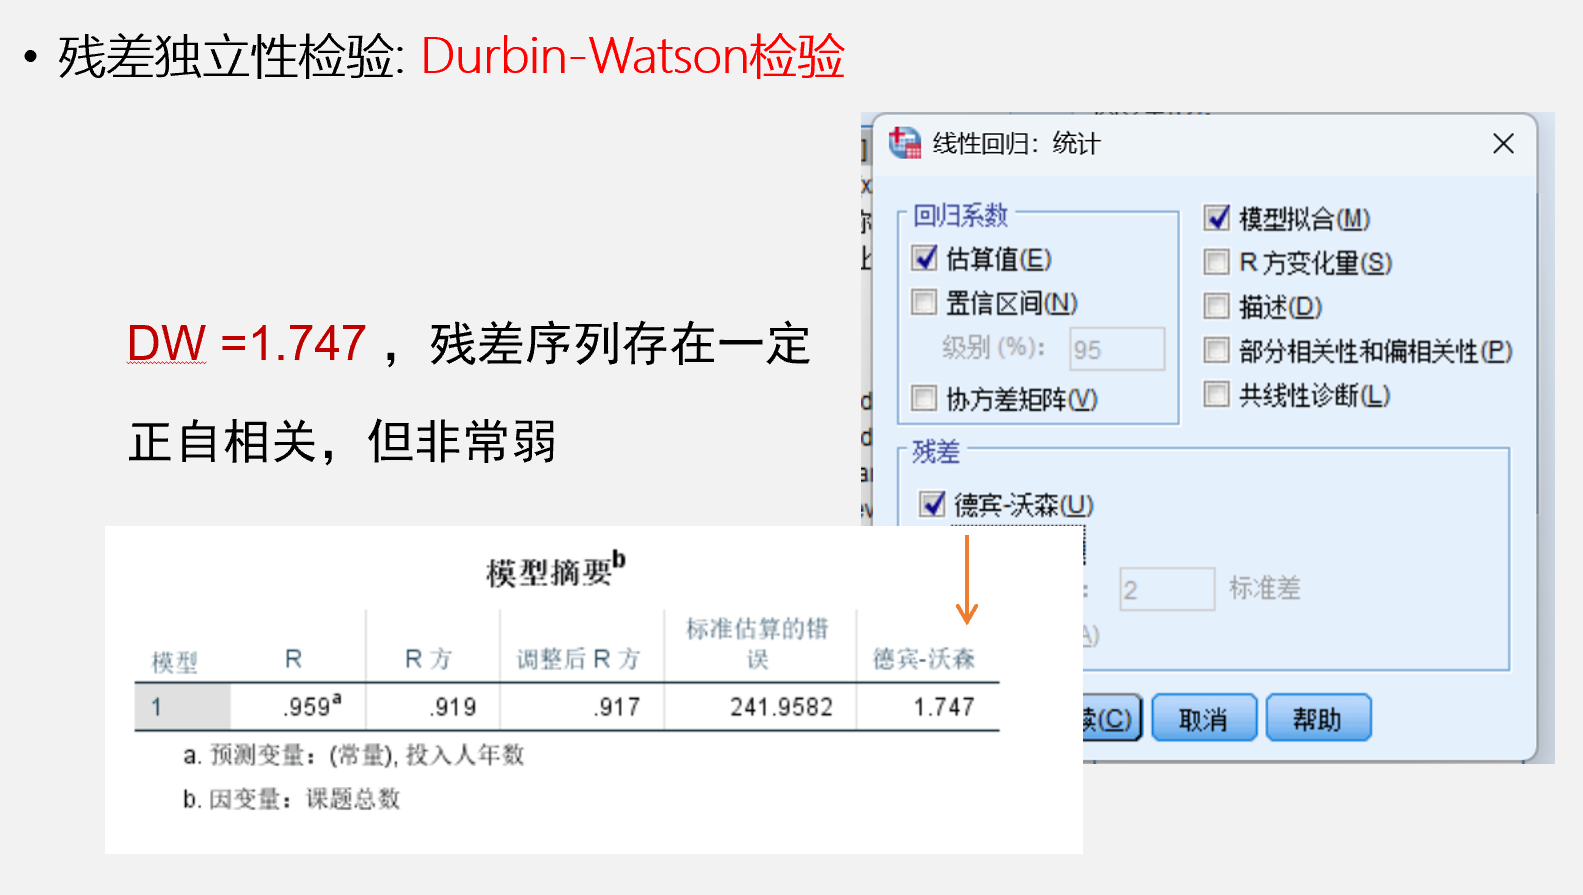 • 残差独立性检验: Durbin-Watson检验
DW =1.747 ，残差序列存在一定
正自相关，但非常弱
线性回归：统计
回归系数
估算值(E)
置信区间(N)
级别 (%)：
95
协方差矩阵(V)
模型拟合(M)
R 方变化量(S)
描述(D)
部分相关性和偏相关性(P)
共线性诊断(L)
残差
德宾-沃森(U)
2 标准差
A)
续(C) 取消 帮助
模型摘要b
模型 R R 方 调整后 R 方 标准估算的错误 德宾-沃森
1 .959a .919 .917 241.9582 1.747
a. 预测变量：(常量), 投入人年数
b. 因变量：课题总数